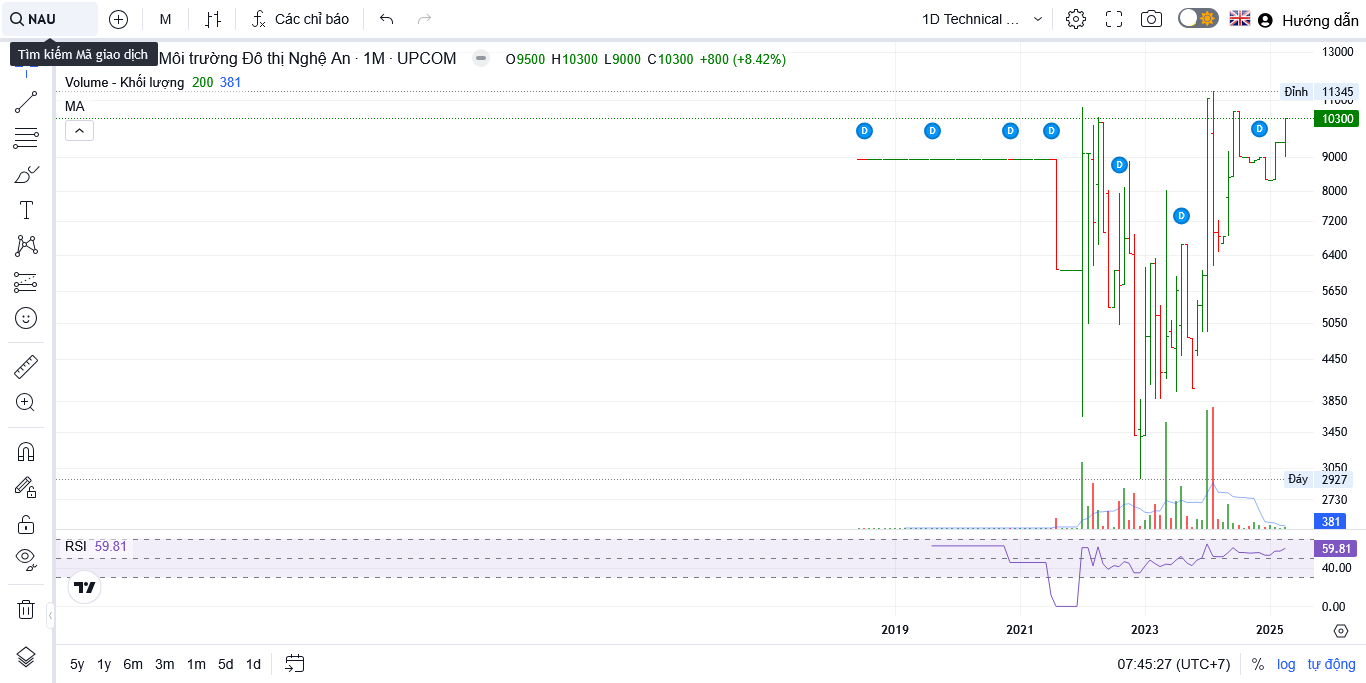 NAU
M
Các chỉ báo
1D Technical ...
Hướng dẫn
Tìm kiếm Mã giao dịch
Môi trường Đô thị Nghệ An · 1M · UPCOM
O9500 H10300 L9000 C10300 +800 (+8.42%)
Volume - Khối lượng 200 381
MA
13000
Đỉnh 11345
11000
10300
D D D D D D D
9000
8000
7200
6400
5650
5050
4450
3850
3450
3050
Đáy 2927
2730
381
RSI 59.81
59.81
40.00
0.00
2019 2021 2023 2025
5y 1y 6m 3m 1m 5d 1d
07:45:27 (UTC+7) % log tự động